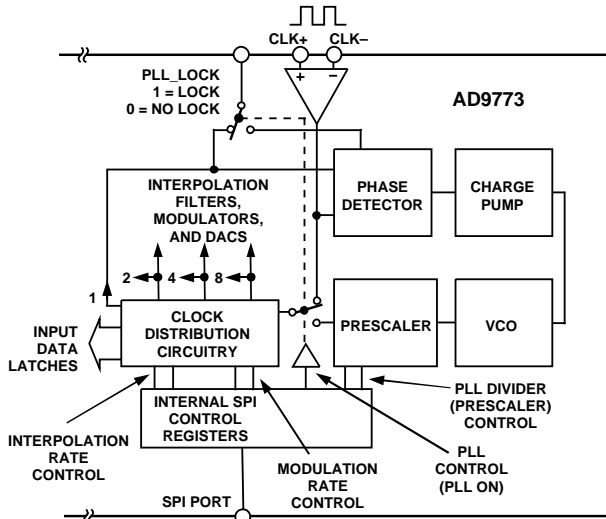 CLK+ CLK–
PLL_LOCK
1 = LOCK
0 = NO LOCK
+ –
AD9773
INTERPOLATION
FILTERS,
MODULATORS,
AND DACS
PHASE
DETECTOR
CHARGE
PUMP
2 4 8
1
CLOCK
DISTRIBUTION
CIRCUITRY
PRESCALER
VCO
INPUT
DATA
LATCHES
INTERNAL SPI
CONTROL
REGISTERS
PLL DIVIDER
(PRESCALER)
CONTROL
INTERPOLATION
RATE
CONTROL
MODULATION
RATE
CONTROL
PLL
CONTROL
(PLL ON)
SPI PORT